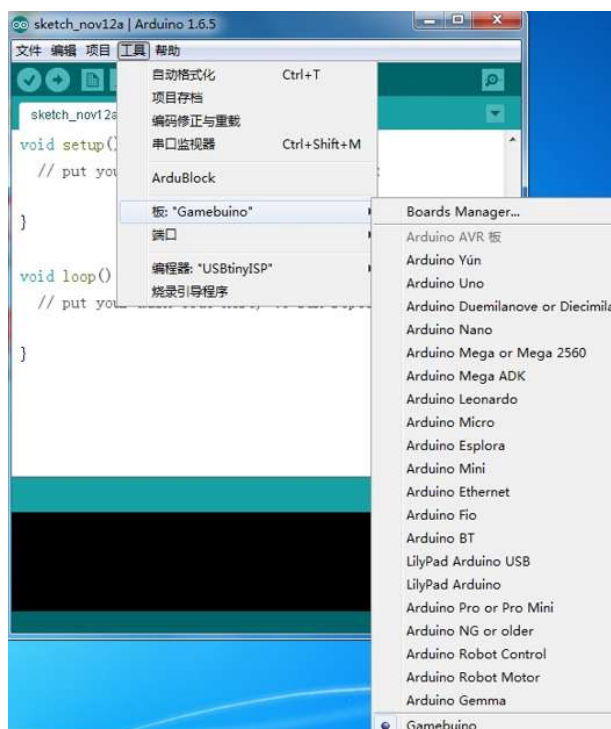 sketch_nov12a | Arduino 1.6.5
文件 编辑 项目 工具 帮助
sketch_nov12a
void setup()
// put you
}
void loop()
// put your
}
自动格式化 Ctrl+T
项目存档
编码修正与重载
串口监视器 Ctrl+Shift+M
ArduBlock
板: "Gamebuino"
端口
编程器: "USBtinyISP"
烧录引导程序
Boards Manager...
Arduino AVR 板
Arduino Yún
Arduino Uno
Arduino Duemilanove or Diecimila
Arduino Nano
Arduino Mega or Mega 2560
Arduino Mega ADK
Arduino Leonardo
Arduino Micro
Arduino Esplora
Arduino Mini
Arduino Ethernet
Arduino Fio
Arduino BT
LilyPad Arduino USB
LilyPad Arduino
Arduino Pro or Pro Mini
Arduino NG or older
Arduino Robot Control
Arduino Robot Motor
Arduino Gemma
Gamebuino